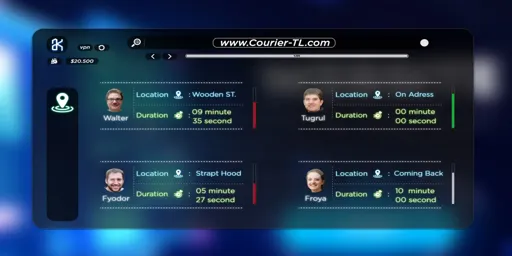 vpn
www.Courier-TL.com
$20.500
Location : Wooden ST.
Duration : 09 minute
35 second
Walter
Location : On Adress
Duration : 00 minute
00 second
Tugrul
Location : Strapt Hood
Duration : 05 minute
27 second
Fyodor
Location : Coming Back
Duration : 10 minute
00 second
Froya